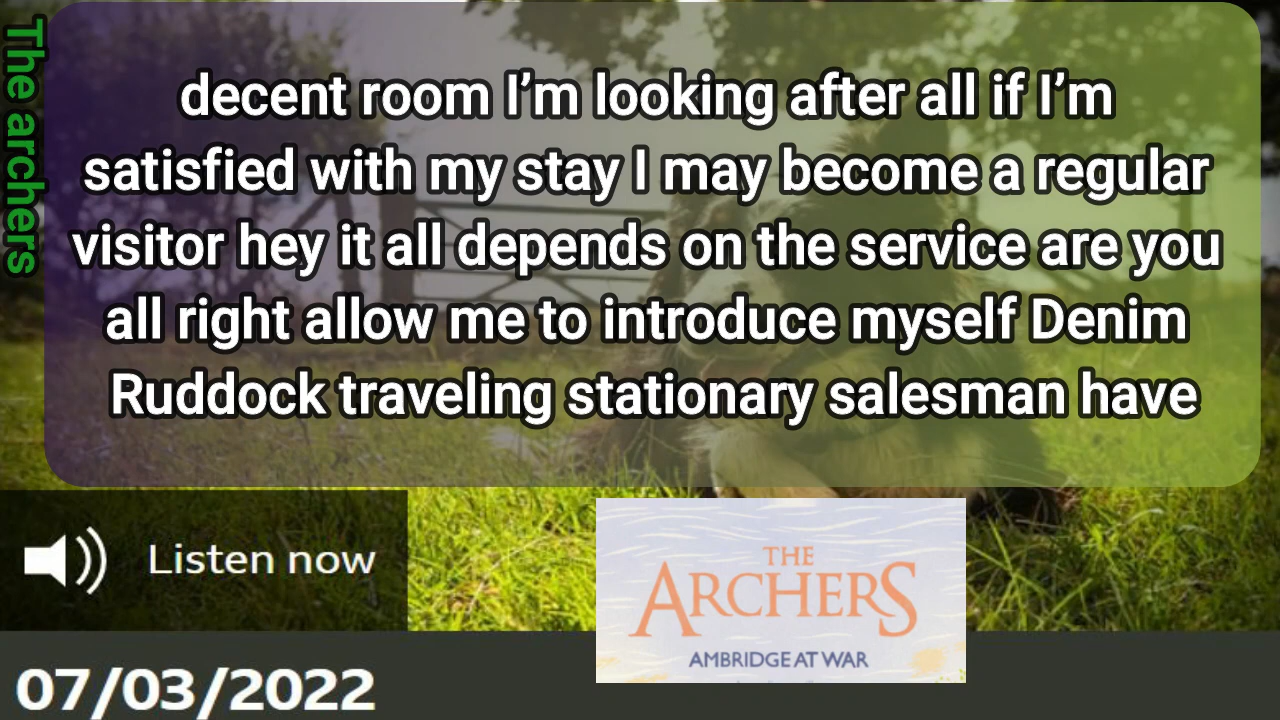 The archers
decent room I’m looking after all if I’m
satisfied with my stay I may become a regular
visitor hey it all depends on the service are you
all right allow me to introduce myself Denim
Ruddock traveling stationary salesman have
Listen now
THE
ARCHERS
AMBRIDGE AT WAR
07/03/2022